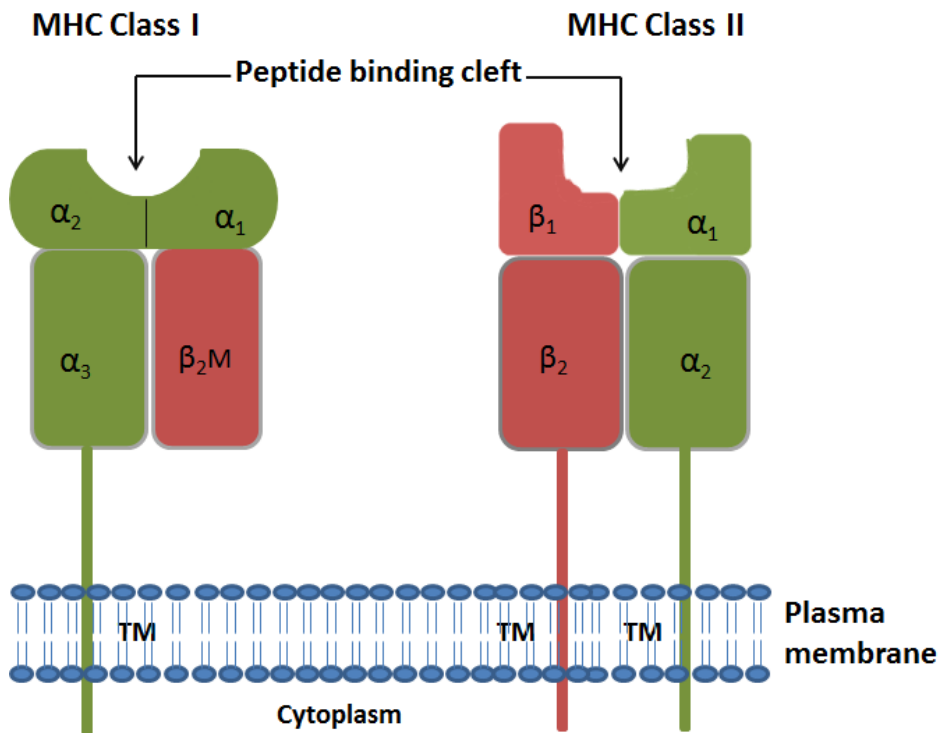 MHC Class I
MHC Class II
Peptide binding cleft
α₂
α₁
β₁
α₁
α₃
β₂M
β₂
α₂
TM
TM
TM
Plasma
membrane
Cytoplasm